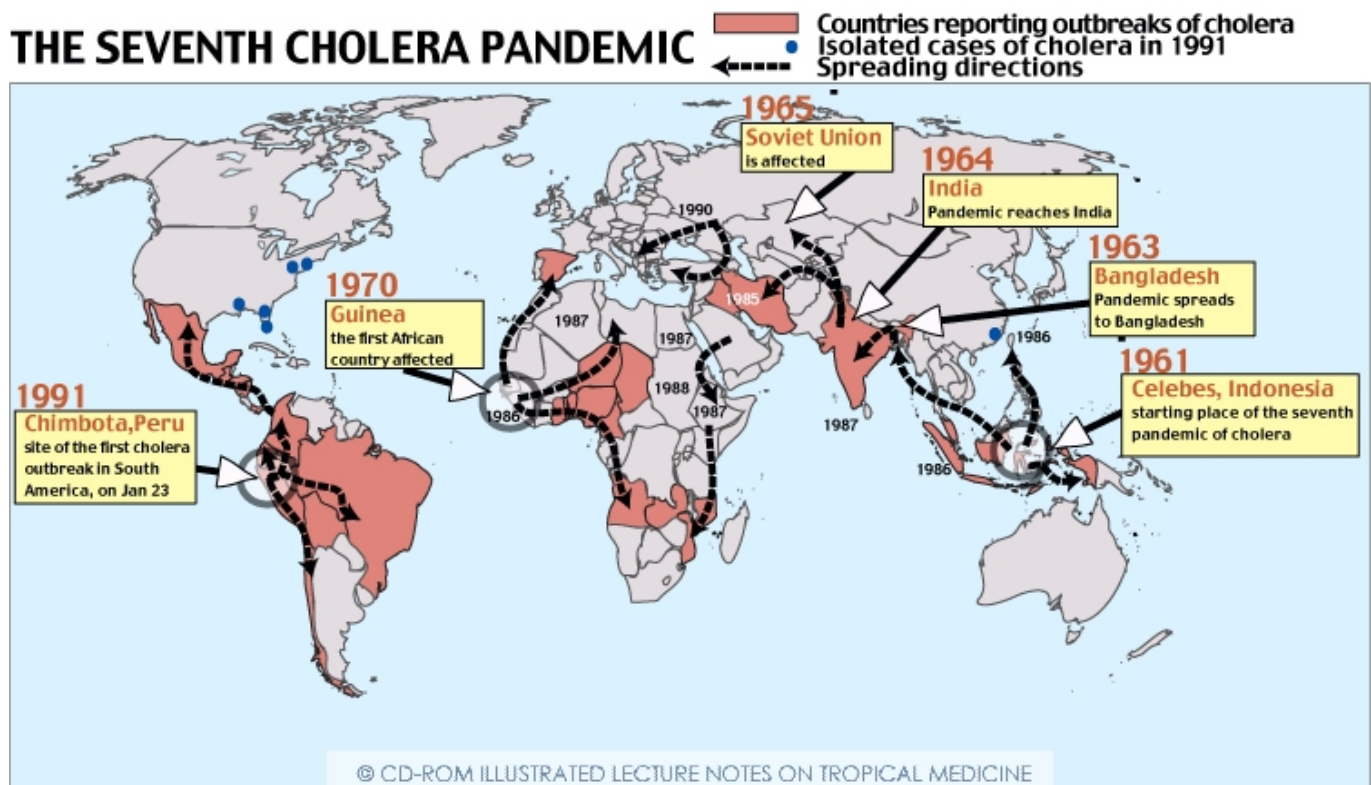 THE SEVENTH CHOLERA PANDEMIC
Countries reporting outbreaks of cholera
Isolated cases of cholera in 1991
Spreading directions
1965
Soviet Union
is affected
1964
India
Pandemic reaches India
1990
1963
Bangladesh
Pandemic spreads
to Bangladesh
1970
Guinea
the first African
country affected
1985
1987
1987
1986
1961
Celebes, Indonesia
starting place of the seventh
pandemic of cholera
1988
1986
1987
1987
1991
Chimbota,Peru
site of the first cholera
outbreak in South
America, on Jan 23
1986
© CD-ROM ILLUSTRATED LECTURE NOTES ON TROPICAL MEDICINE